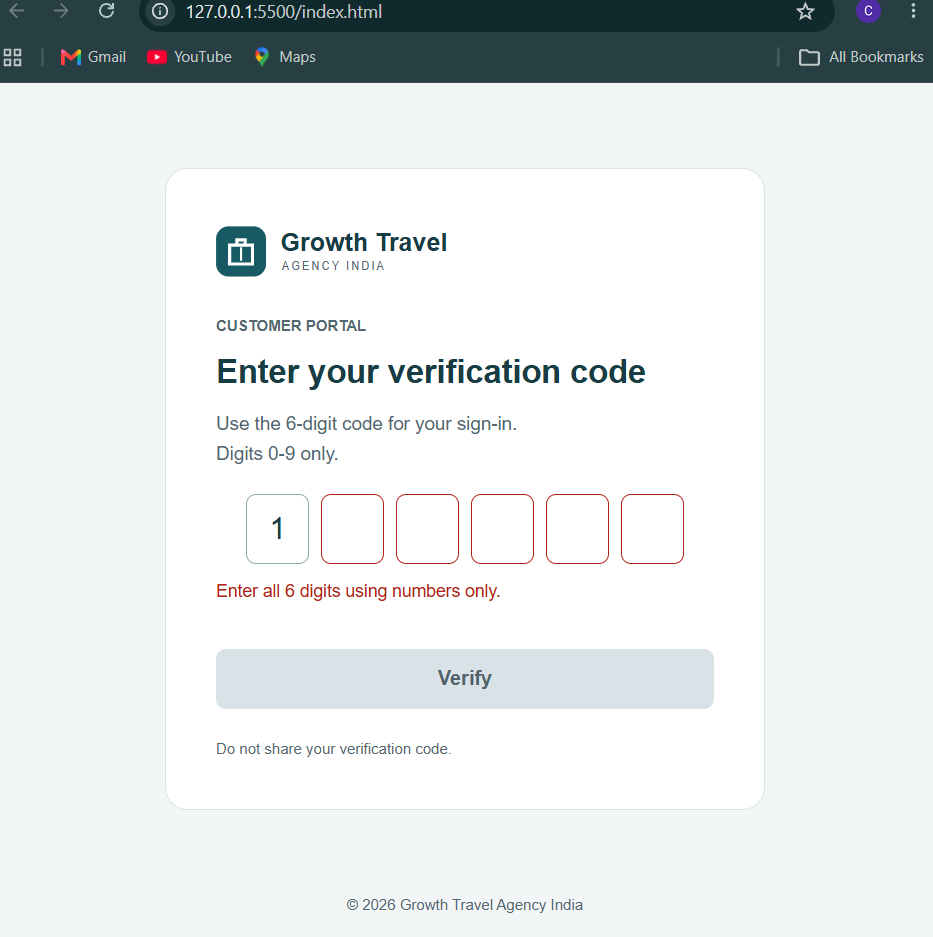 127.0.0.1:5500/index.html
C
Gmail
YouTube
Maps
All Bookmarks
Growth Travel
AGENCY INDIA
CUSTOMER PORTAL
Enter your verification code
Use the 6-digit code for your sign-in.
Digits 0-9 only.
1
Enter all 6 digits using numbers only.
Verify
Do not share your verification code.
© 2026 Growth Travel Agency India